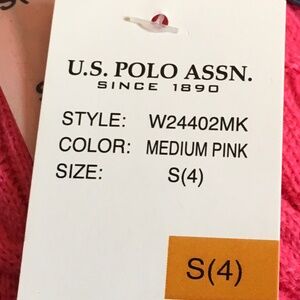 U.S. POLO ASSN.
SINCE 1890
STYLE: W24402MK
COLOR: MEDIUM PINK
SIZE: S(4)
S(4)